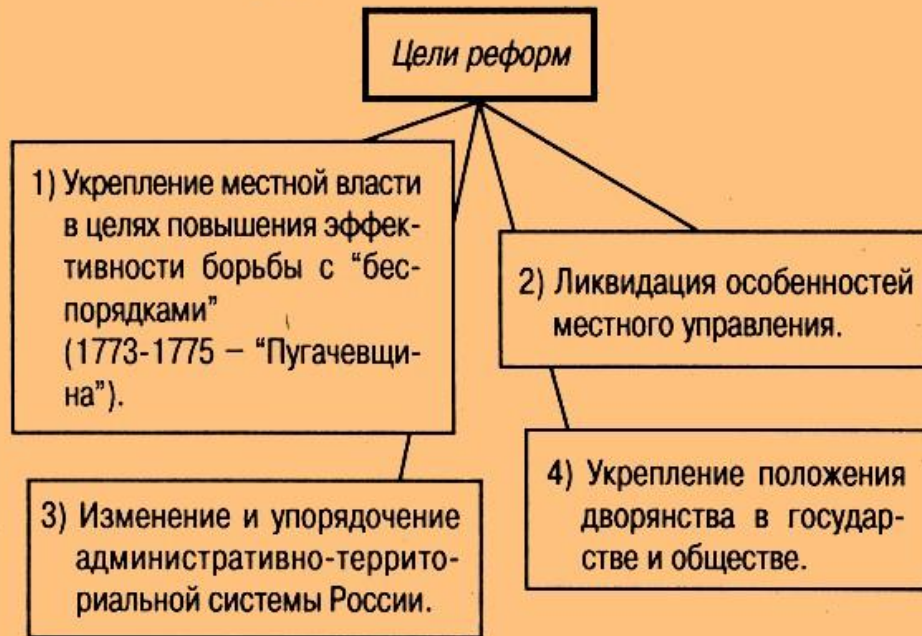 Цели реформ
1) Укрепление местной власти
в целях повышения эффек-
тивности борьбы с “бес-
порядками”
(1773-1775 – “Пугачевщи-
на”).
2) Ликвидация особенностей
местного управления.
3) Изменение и упорядочение
административно-террито-
риальной системы России.
4) Укрепление положения
дворянства в государ-
стве и обществе.